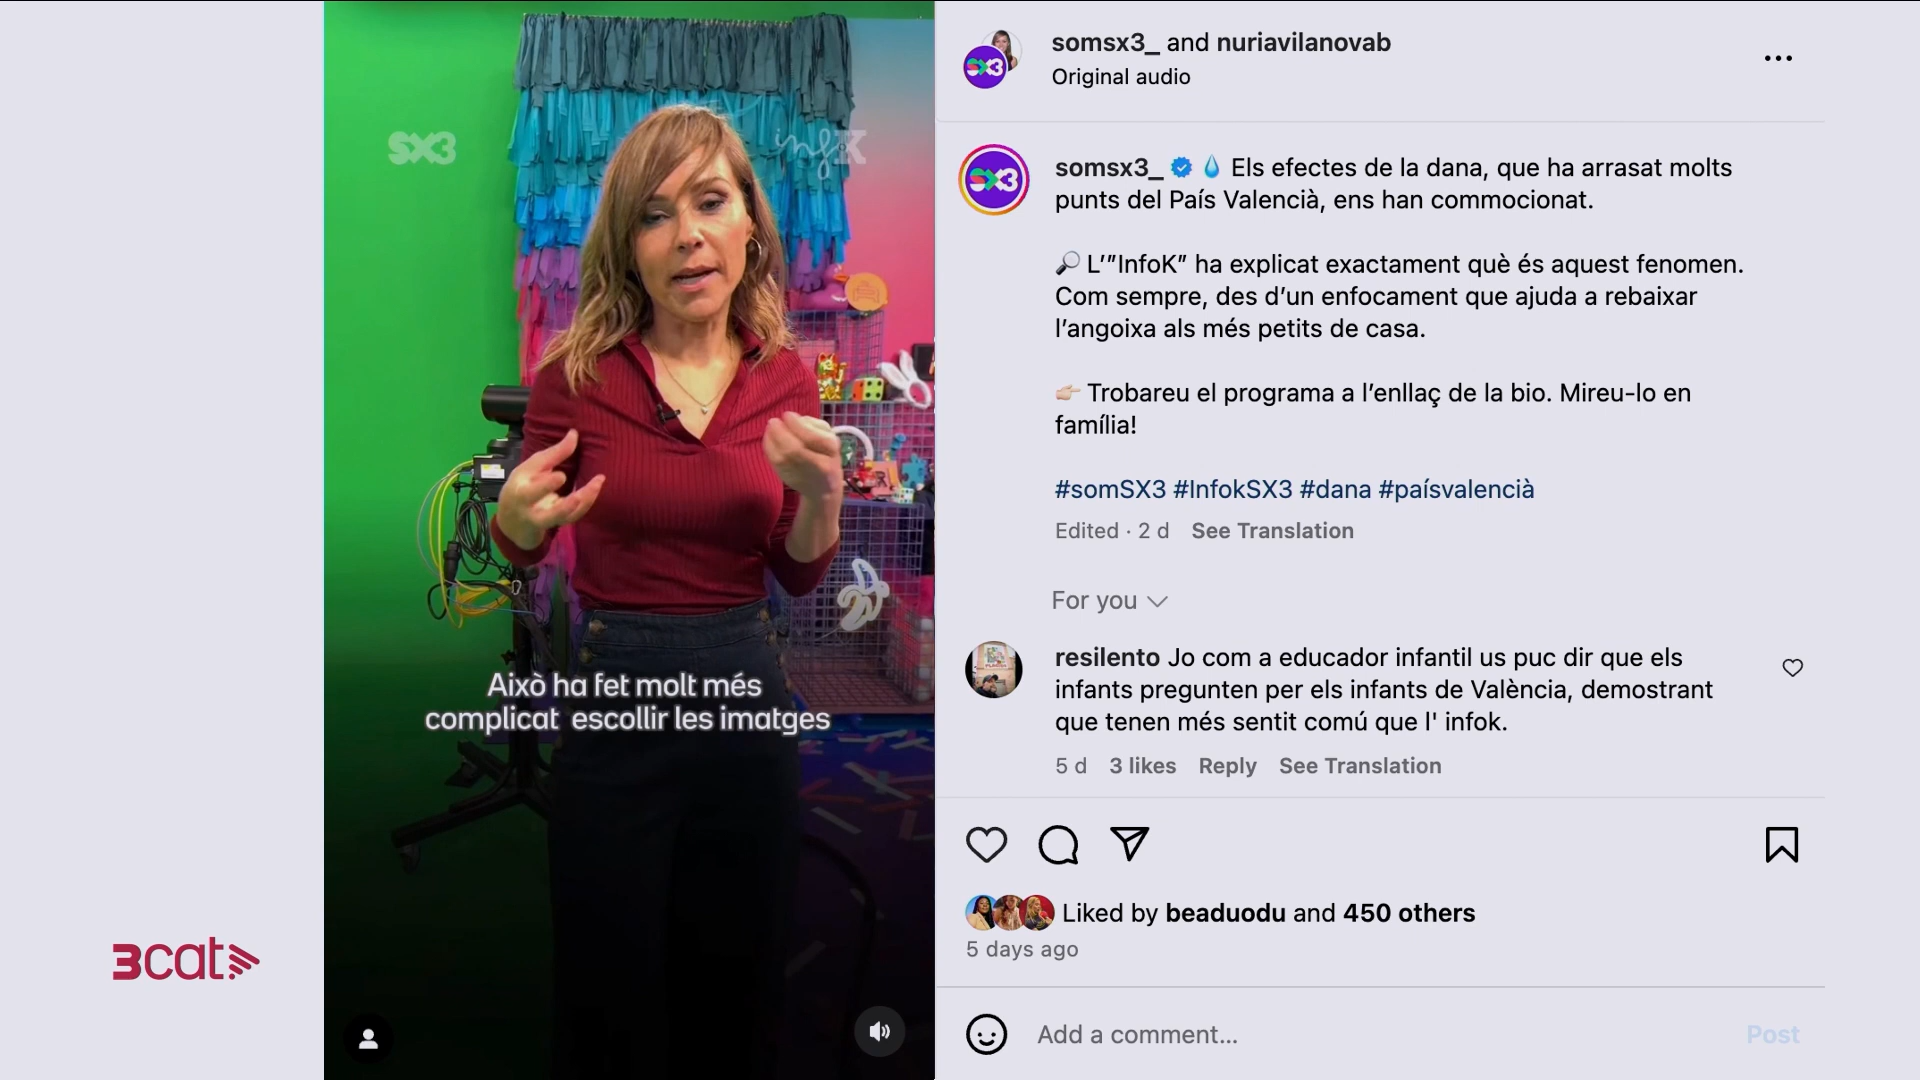 SX3
infoK
Això ha fet molt més
complicat escollir les imatges
3cat
SX3
somsx3_ and nuriavilanovab
Original audio
SX3
somsx3_ 💧 Els efectes de la dana, que ha arrasat molts
punts del País Valencià, ens han commocionat.
🔎 L’”InfoK” ha explicat exactament què és aquest fenomen.
Com sempre, des d’un enfocament que ajuda a rebaixar
l’angoixa als més petits de casa.
👉🏻 Trobareu el programa a l’enllaç de la bio. Mireu-lo en
família!
#somSX3 #InfokSX3 #dana #païsvalencià
Edited · 2 d See Translation
For you
resilento Jo com a educador infantil us puc dir que els
infants pregunten per els infants de València, demostrant
que tenen més sentit comú que l' infok.
5 d 3 likes Reply See Translation
Liked by beaduodu and 450 others
5 days ago
Add a comment...
Post